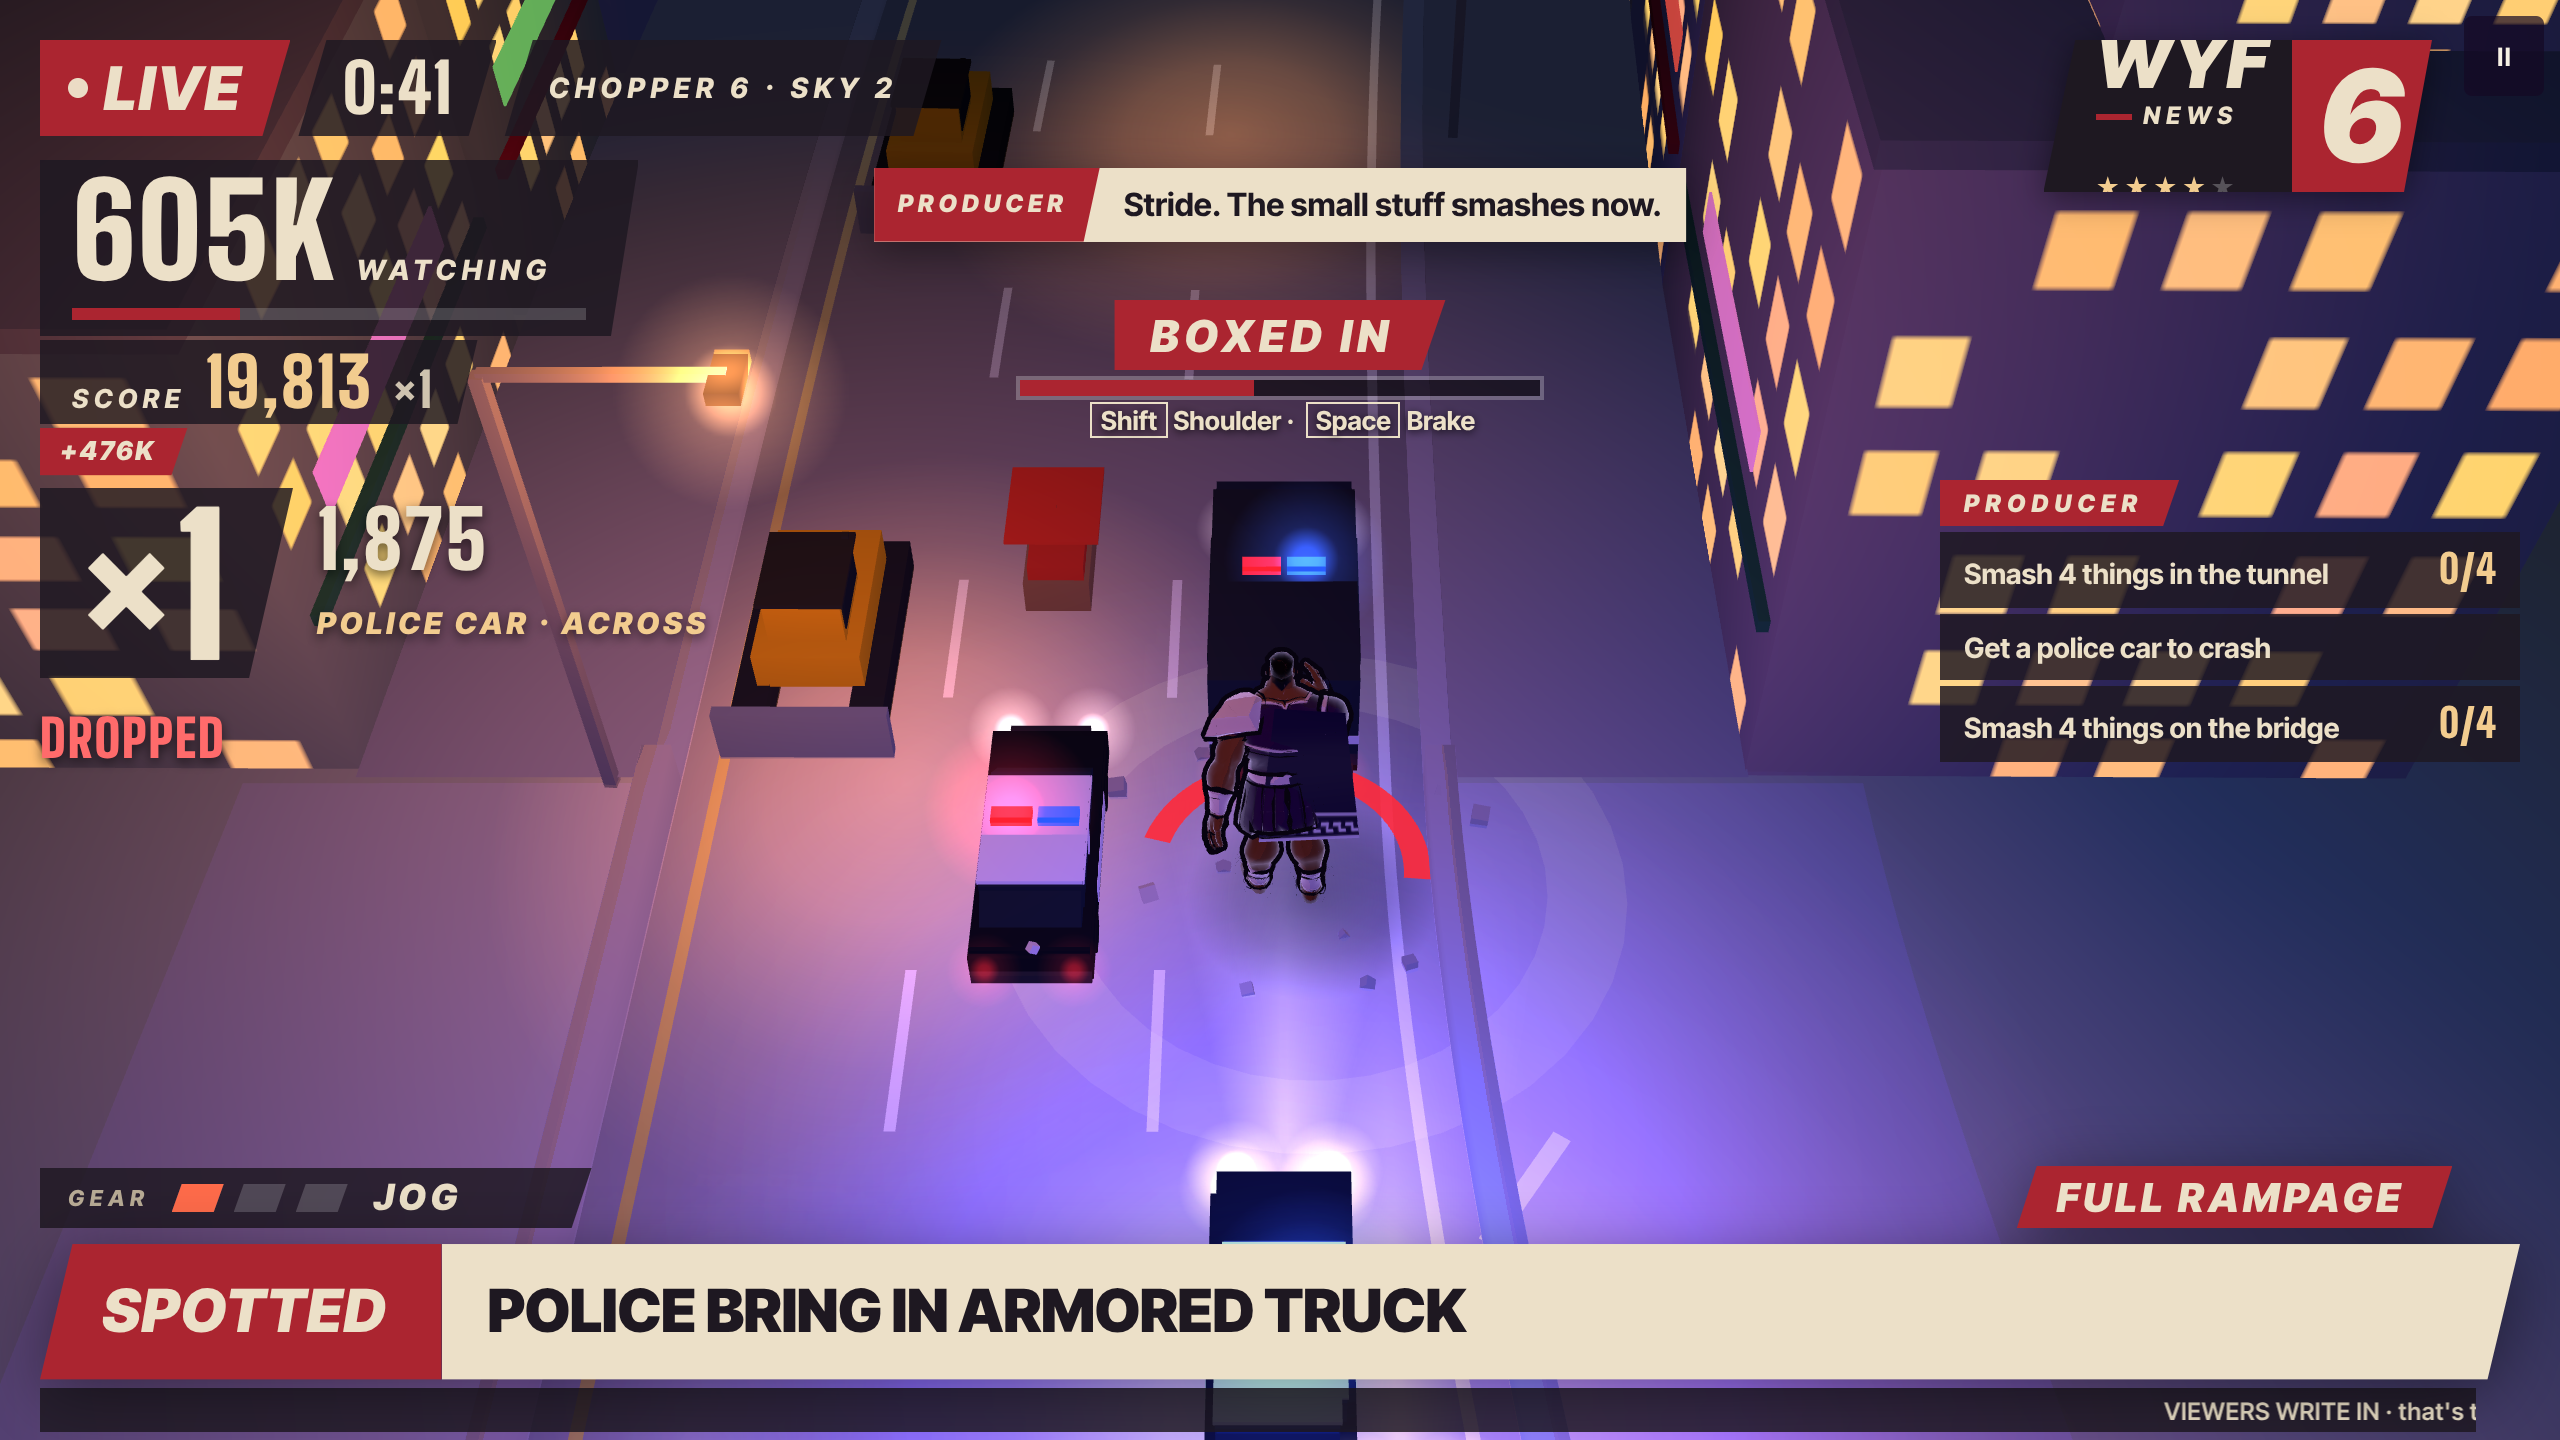 LIVE
0:41
CHOPPER 6 · SKY 2
WYF
NEWS
6
605K WATCHING
PRODUCER
Stride. The small stuff smashes now.
SCORE 19,813 ×1
+476K
BOXED IN
Shift Shoulder · Space Brake
×1
1,875
POLICE CAR · ACROSS
DROPPED
PRODUCER
Smash 4 things in the tunnel 0/4
Get a police car to crash
Smash 4 things on the bridge 0/4
GEAR JOG
FULL RAMPAGE
SPOTTED
POLICE BRING IN ARMORED TRUCK
VIEWERS WRITE IN · that's